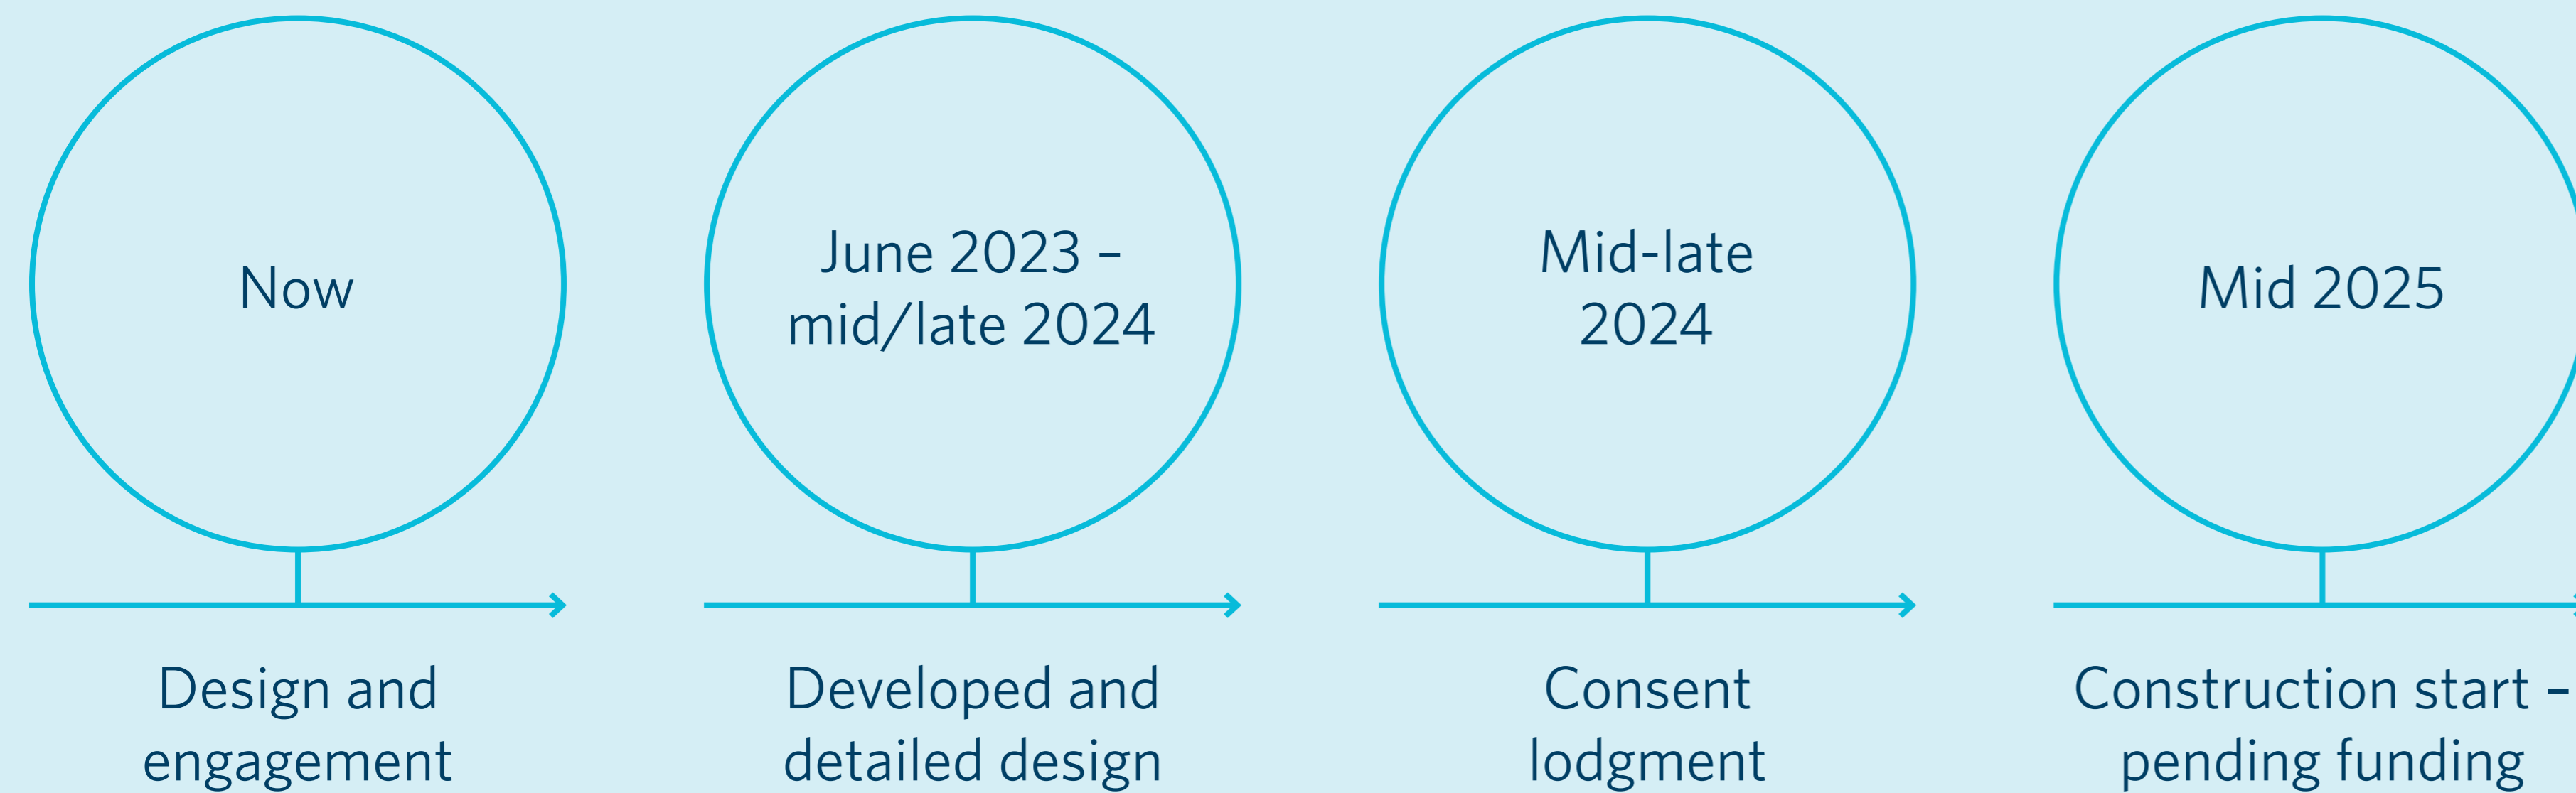 Now
June 2023 –
mid/late 2024
Mid-late
2024
Mid 2025
Design and
engagement
Developed and
detailed design
Consent
lodgment
Construction start –
pending funding